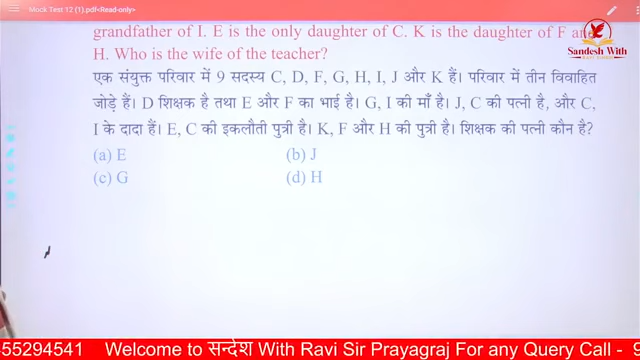 Mock Test 12 (1).pdf<Read-only>
grandfather of I. E is the only daughter of C. K is the daughter of F and
H. Who is the wife of the teacher?
एक संयुक्त परिवार में 9 सदस्य C, D, F, G, H, I, J और K हैं। परिवार में तीन विवाहित
जोड़े हैं। D शिक्षक है तथा E और F का भाई है। G, I की माँ है। J, C की पत्नी है, और C,
I के दादा हैं। E, C की इकलौती पुत्री है। K, F और H की पुत्री है। शिक्षक की पत्नी कौन है?
(a) E
(b) J
(c) G
(d) H
Sandesh With
RAVI
55294541 Welcome to सन्देश With Ravi Sir Prayagraj For any Query Call - 9